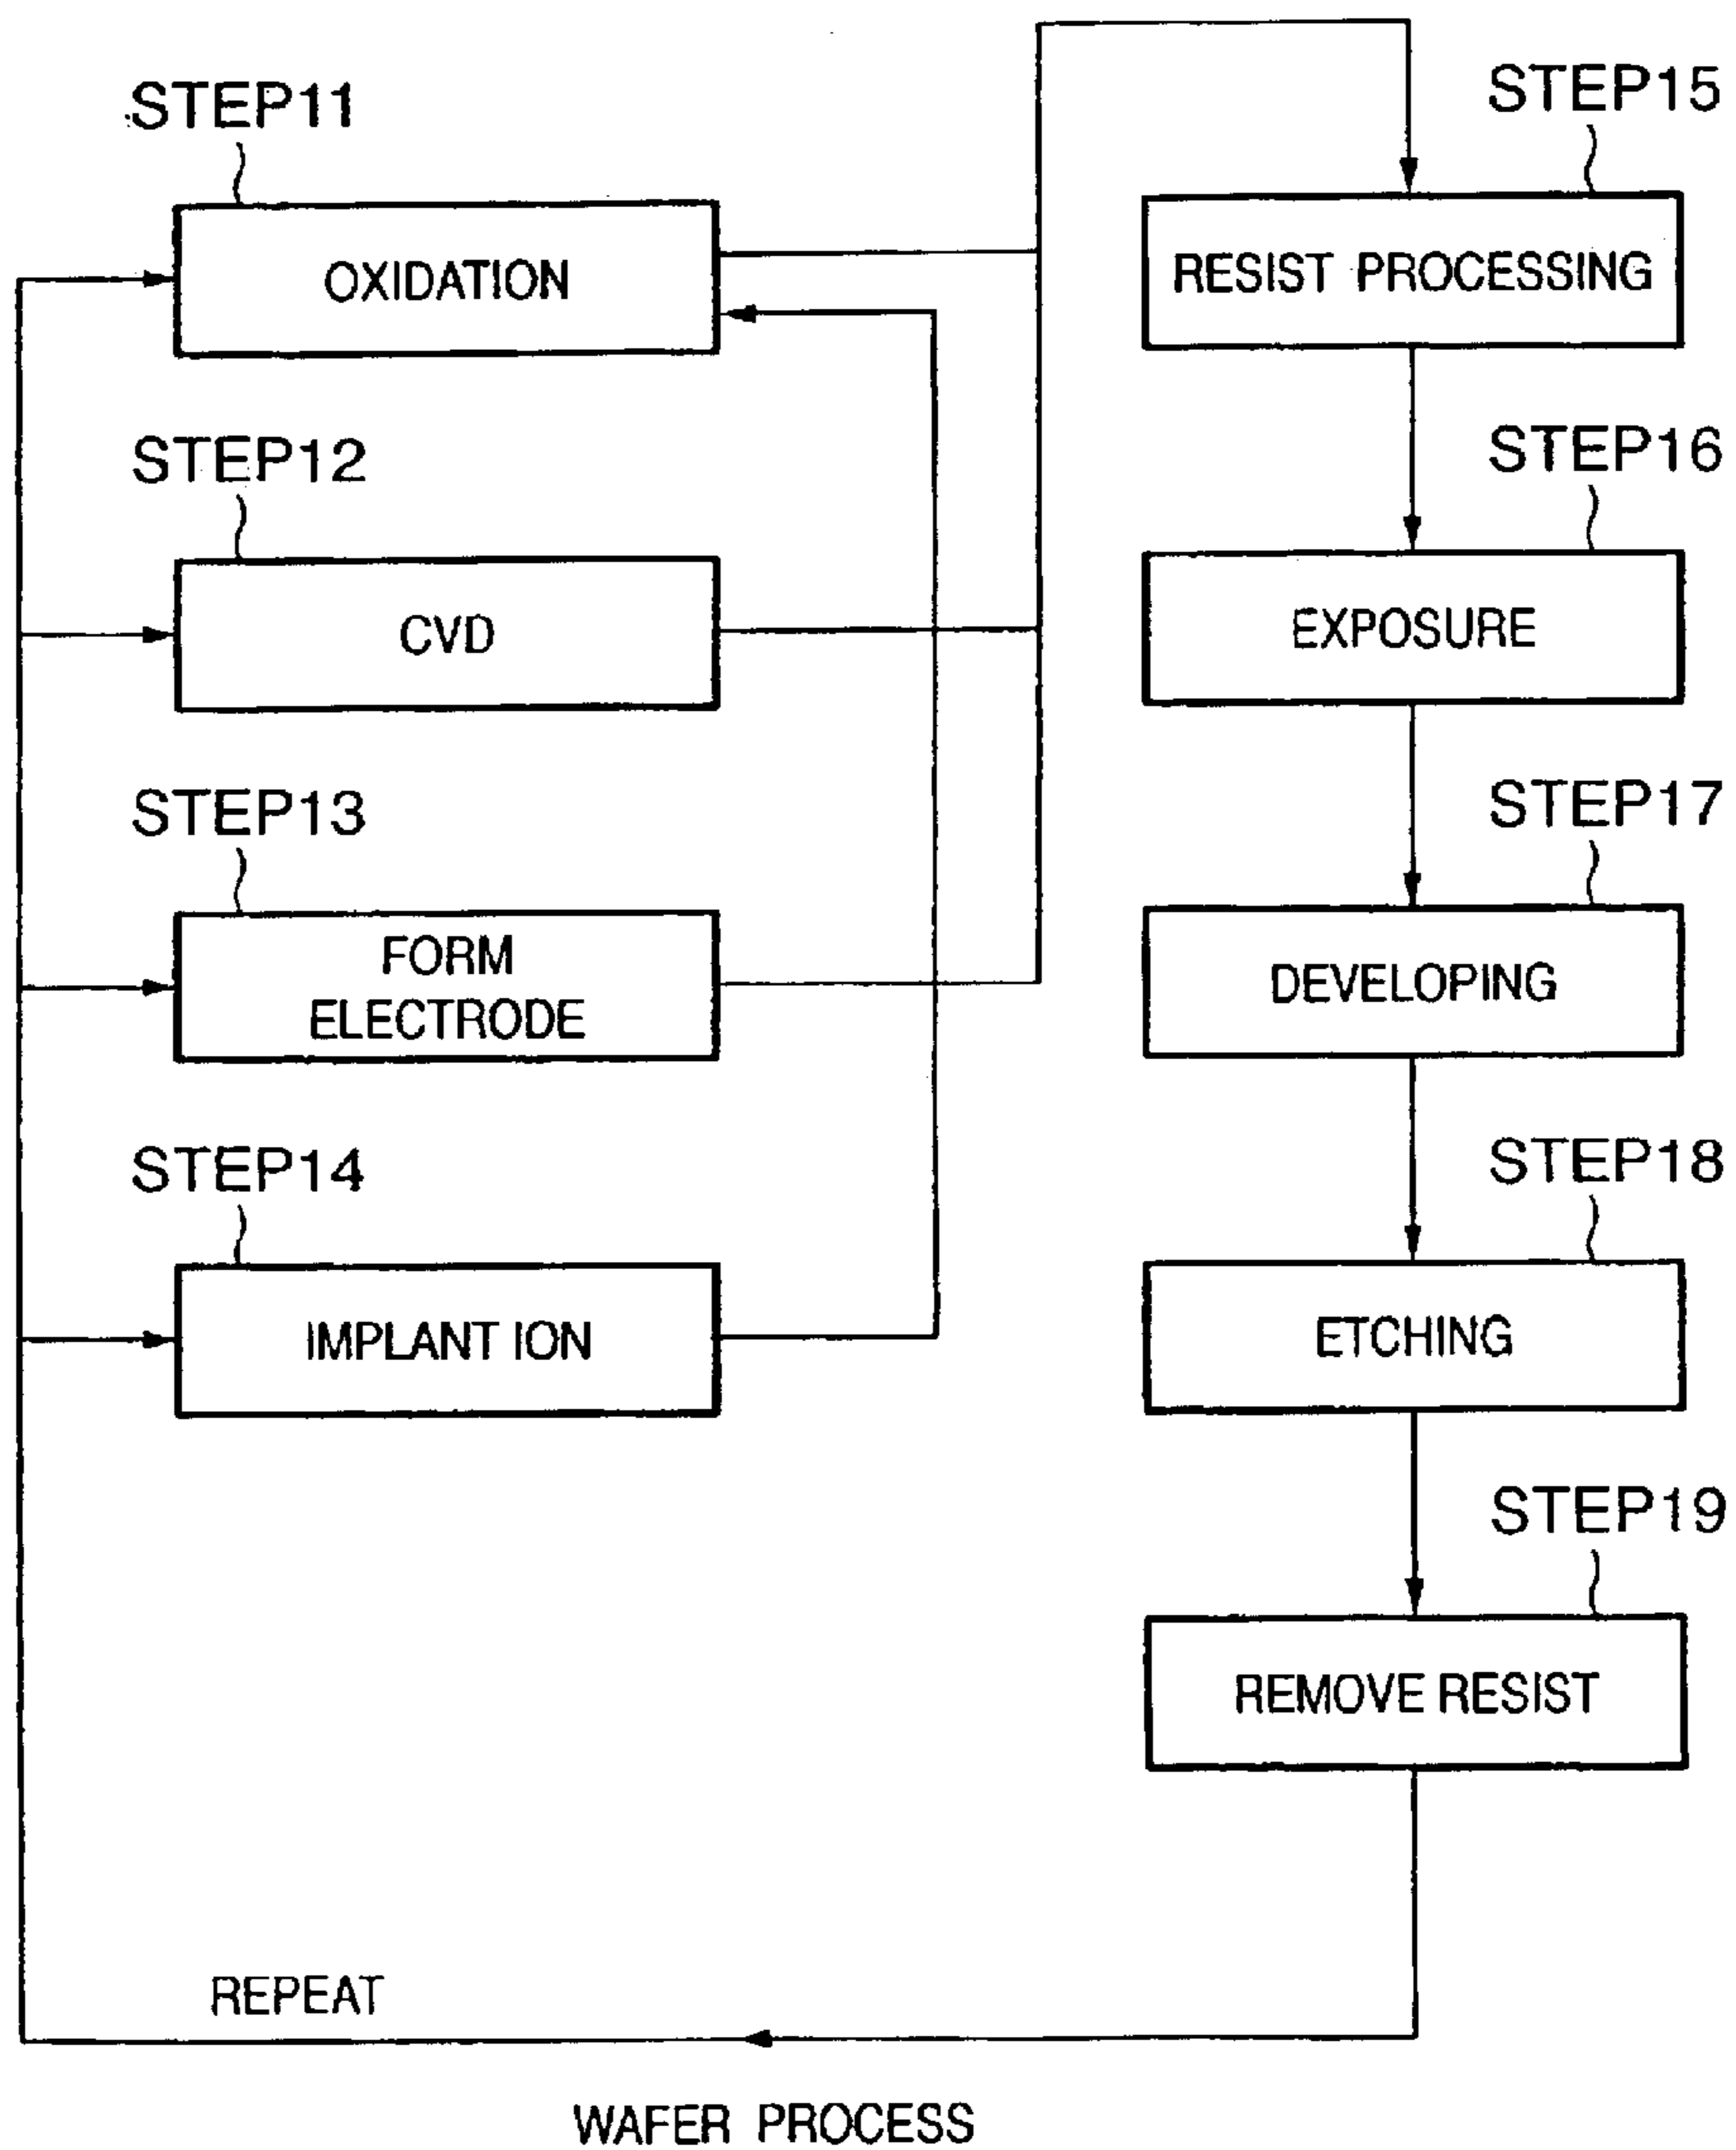 STEP11
OXIDATION
STEP12
CVD
STEP13
FORM
ELECTRODE
STEP14
IMPLANT ION
STEP15
RESIST PROCESSING
STEP16
EXPOSURE
STEP17
DEVELOPING
STEP18
ETCHING
STEP19
REMOVE RESIST
REPEAT
WAFER PROCESS